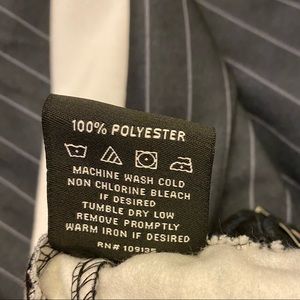 100% POLYESTER
MACHINE WASH COLD
NON CHLORINE BLEACH
IF DESIRED
TUMBLE DRY LOW
REMOVE PROMPTLY
WARM IRON IF DESIRED
RN# 109135